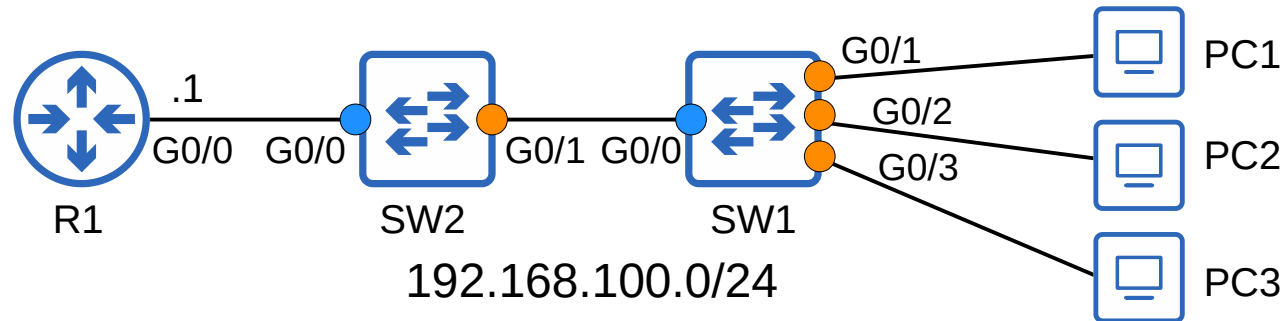 G0/1
PC1
.1
G0/2
G0/0
G0/0
G0/1
G0/0
G0/3
PC2
R1
SW2
SW1
192.168.100.0/24
PC3